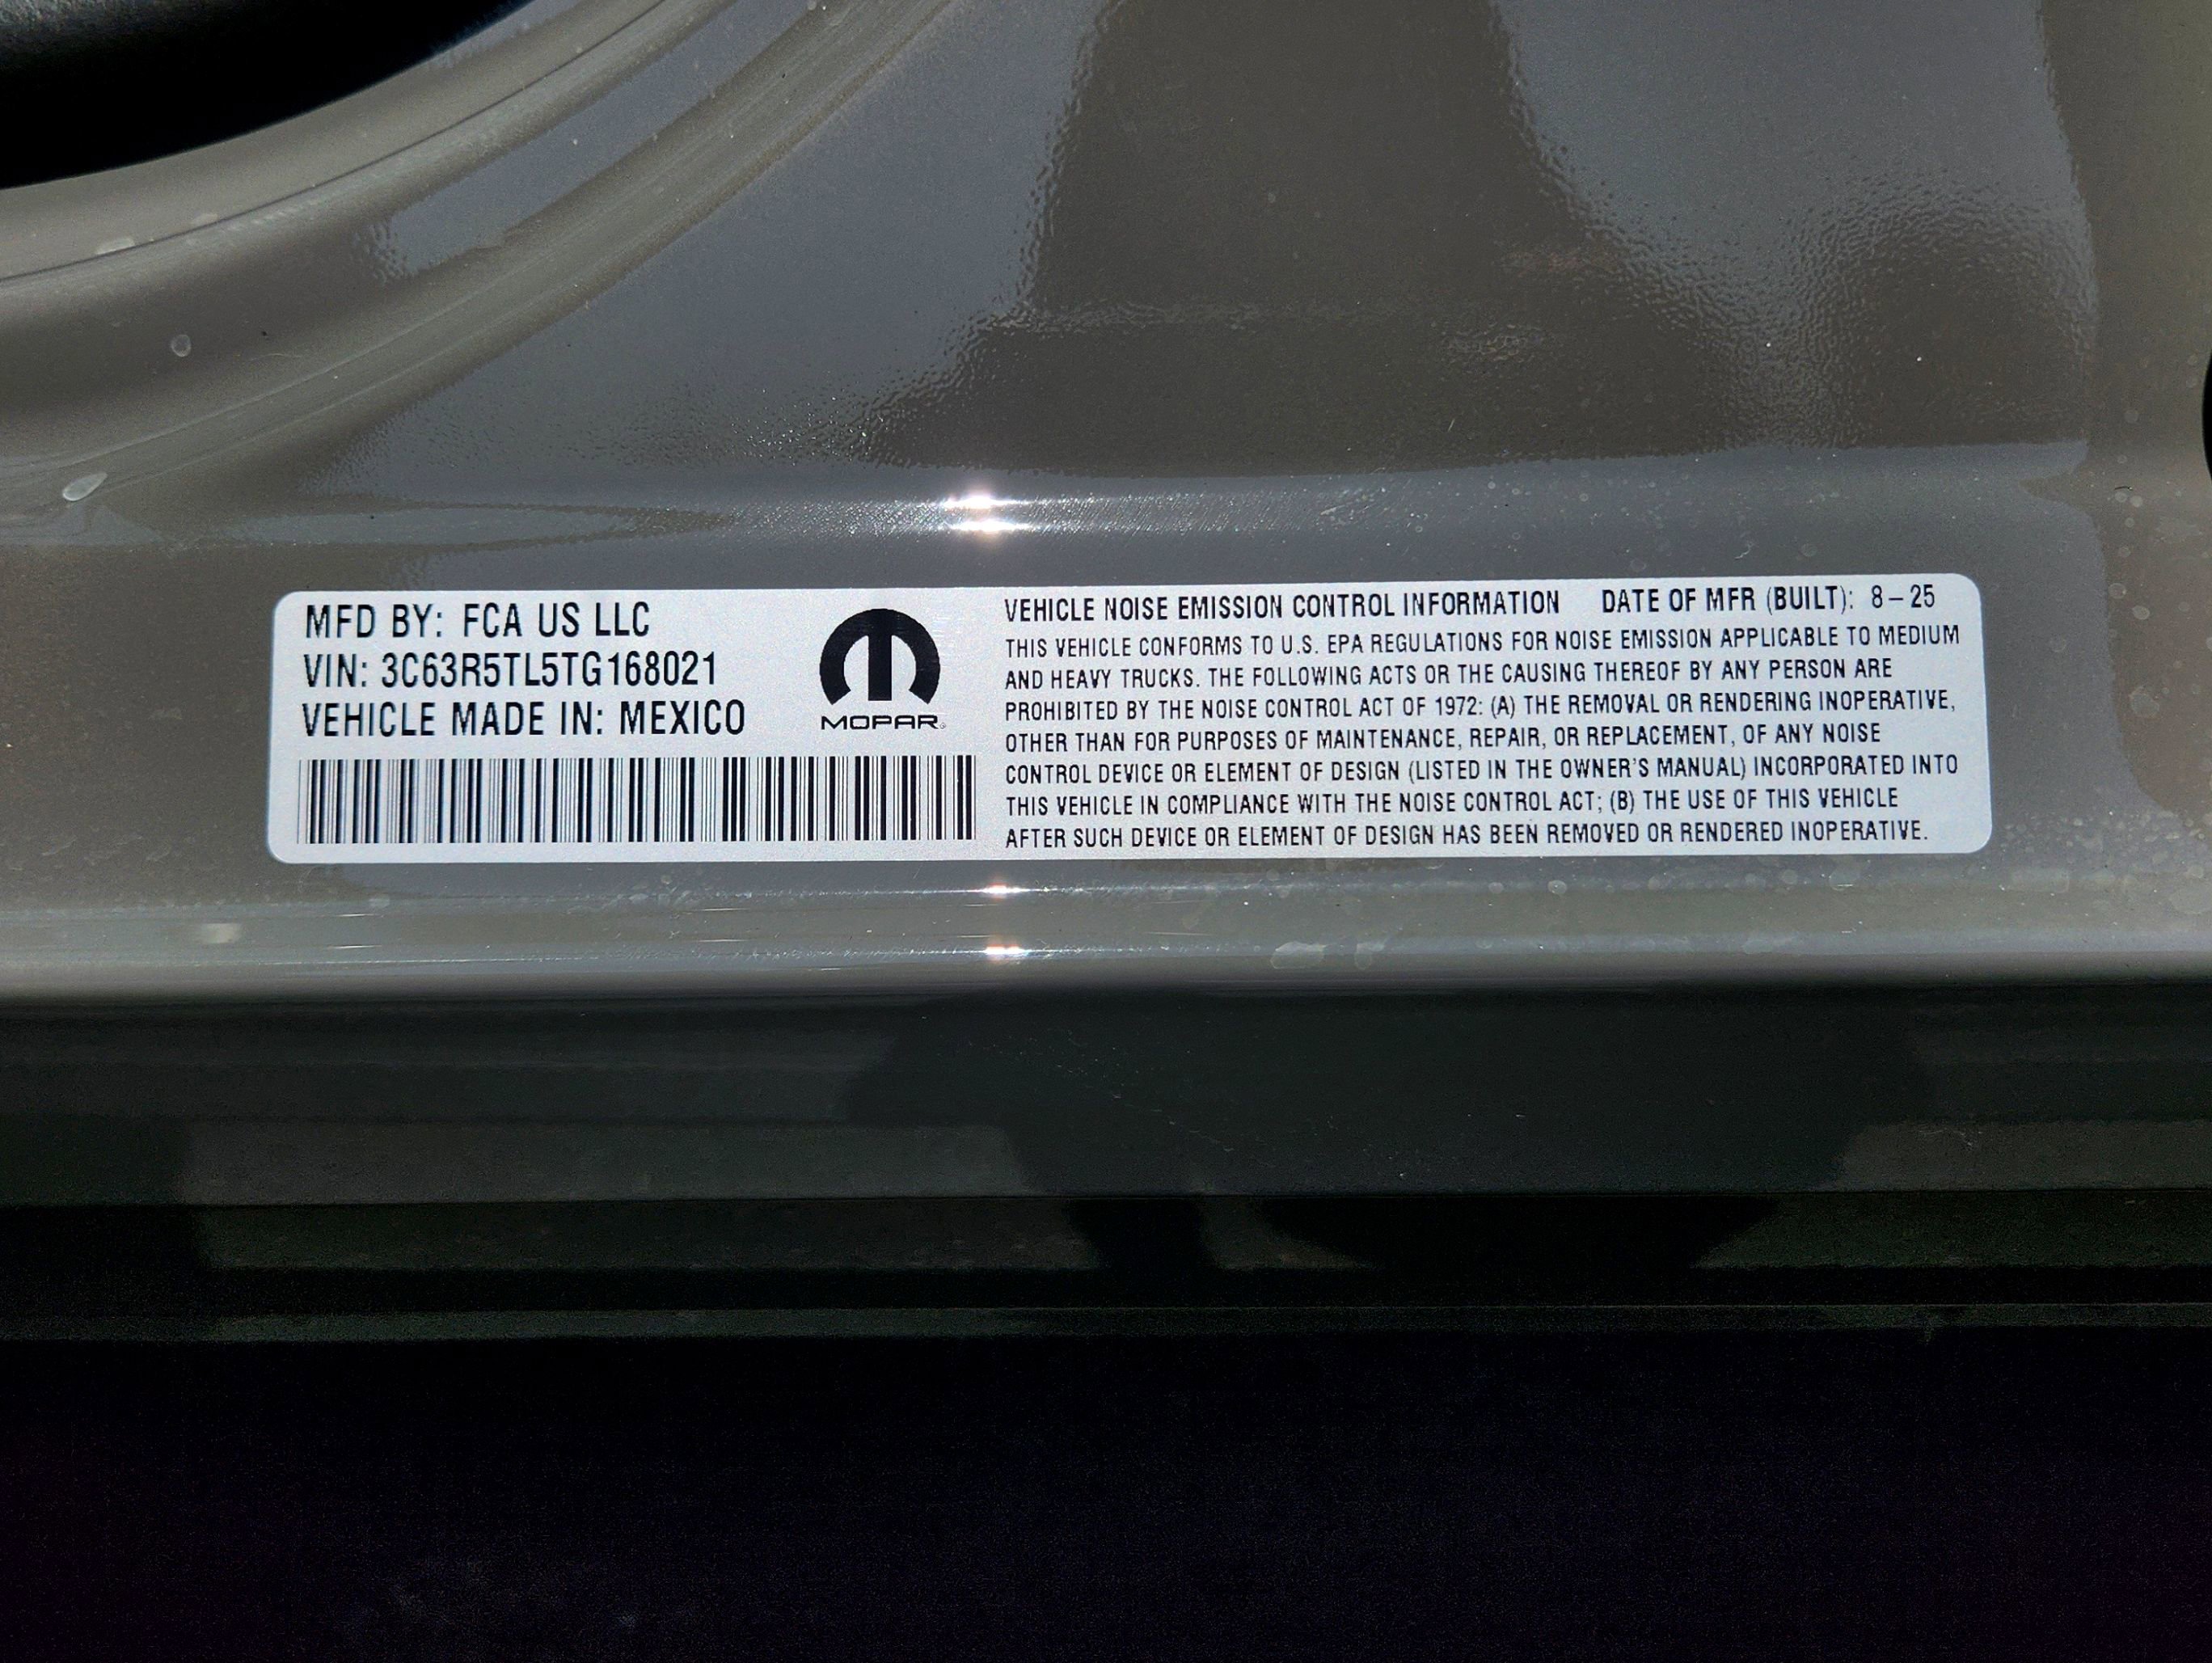 MFD BY: FCA US LLC
VIN: 3C63R5TL5TG168021
VEHICLE MADE IN: MEXICO
MOPAR®
VEHICLE NOISE EMISSION CONTROL INFORMATION DATE OF MFR (BUILT): 8-25
THIS VEHICLE CONFORMS TO U.S. EPA REGULATIONS FOR NOISE EMISSION APPLICABLE TO MEDIUM
AND HEAVY TRUCKS. THE FOLLOWING ACTS OR THE CAUSING THEREOF BY ANY PERSON ARE
PROHIBITED BY THE NOISE CONTROL ACT OF 1972: (A) THE REMOVAL OR RENDERING INOPERATIVE,
OTHER THAN FOR PURPOSES OF MAINTENANCE, REPAIR, OR REPLACEMENT, OF ANY NOISE
CONTROL DEVICE OR ELEMENT OF DESIGN (LISTED IN THE OWNER'S MANUAL) INCORPORATED INTO
THIS VEHICLE IN COMPLIANCE WITH THE NOISE CONTROL ACT; (B) THE USE OF THIS VEHICLE
AFTER SUCH DEVICE OR ELEMENT OF DESIGN HAS BEEN REMOVED OR RENDERED INOPERATIVE.